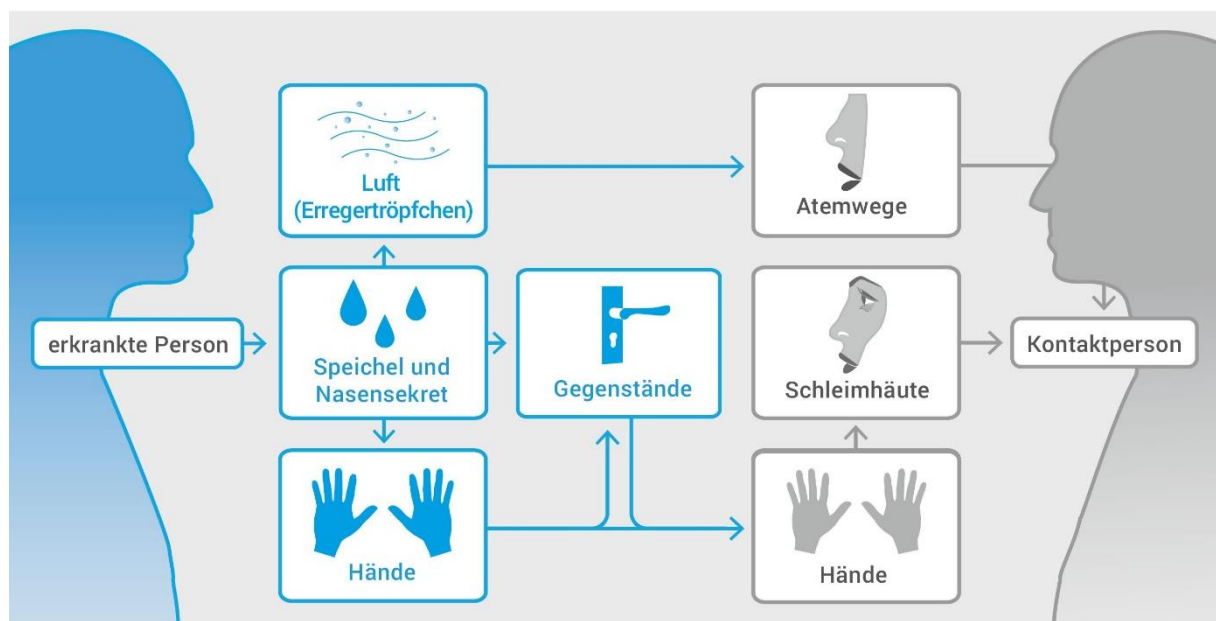 Luft
(Erregertröpfchen)
Atemwege
erkrankte Person
Speichel und
Nasensekret
Gegenstände
Schleimhäute
Kontaktperson
Hände
Hände